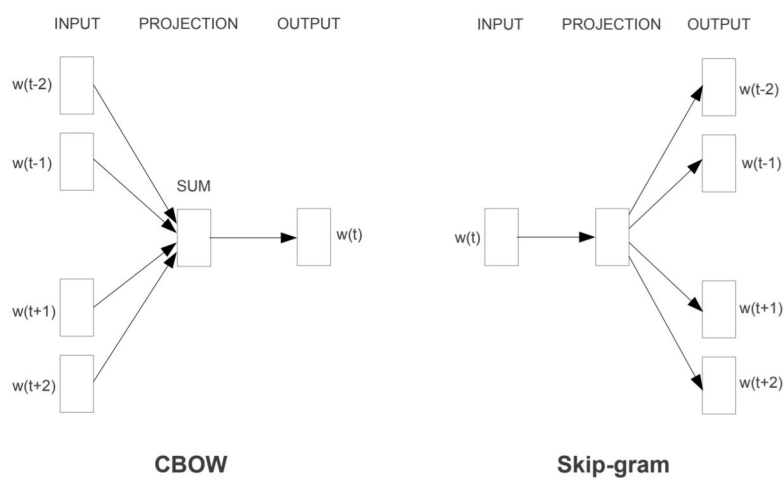 INPUT PROJECTION OUTPUT
w(t-2)
w(t-1)
SUM
w(t)
w(t+1)
w(t+2)
CBOW
INPUT PROJECTION OUTPUT
w(t-2)
w(t-1)
w(t)
w(t+1)
w(t+2)
Skip-gram